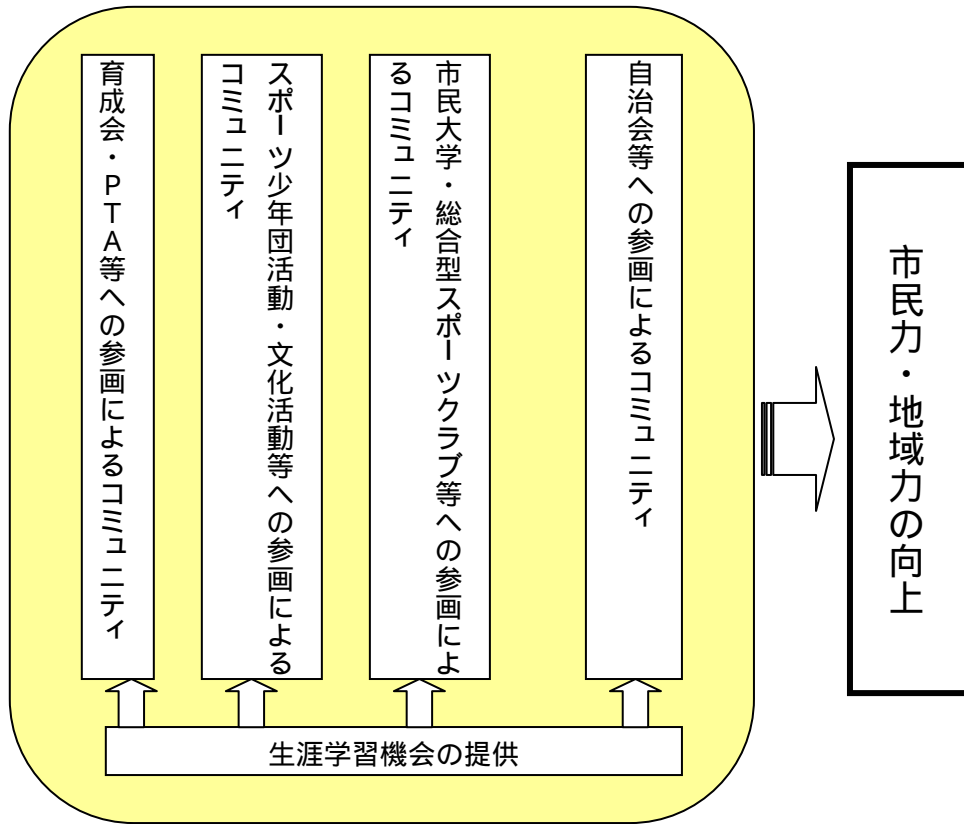 育成会・PTA等への参画によるコミュニティ
スポーツ少年団活動・文化活動等への参画による
コミュニティ
市民大学・総合型スポーツクラブ等への参画によ
るコミュニティ
自治会等への参画によるコミュニティ
生涯学習機会の提供
市民力・地域力の向上